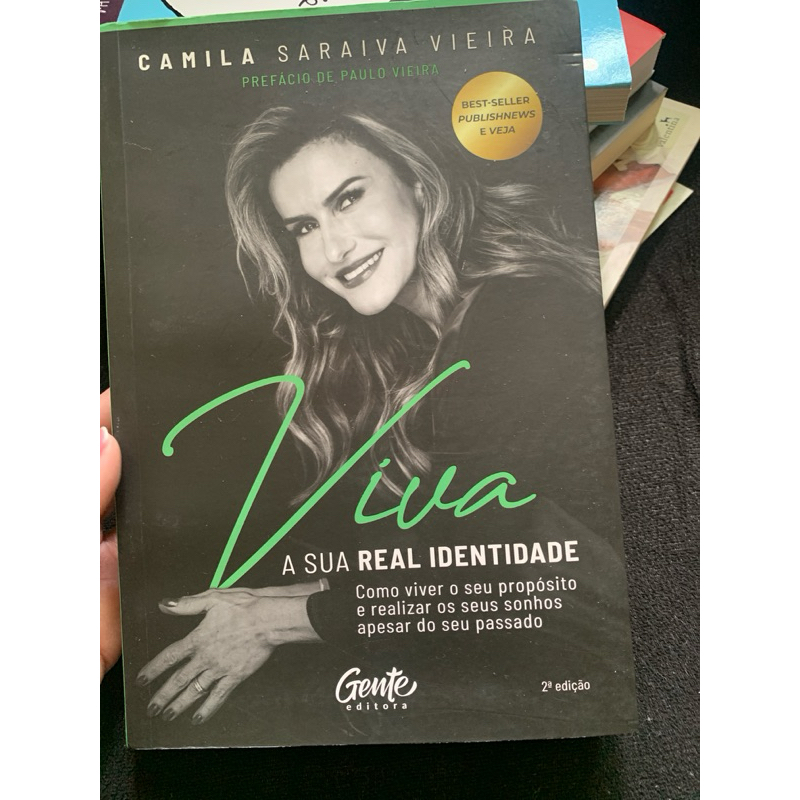 CAMILA SARAIVA VIEIRA
PREFÁCIO DE PAULO VIEIRA
BEST-SELLER
PUBLISHNEWS
E VEJA
Viva
A SUA REAL IDENTIDADE
Como viver o seu propósito
e realizar os seus sonhos
apesar do seu passado
Gente
editora
2ª edição